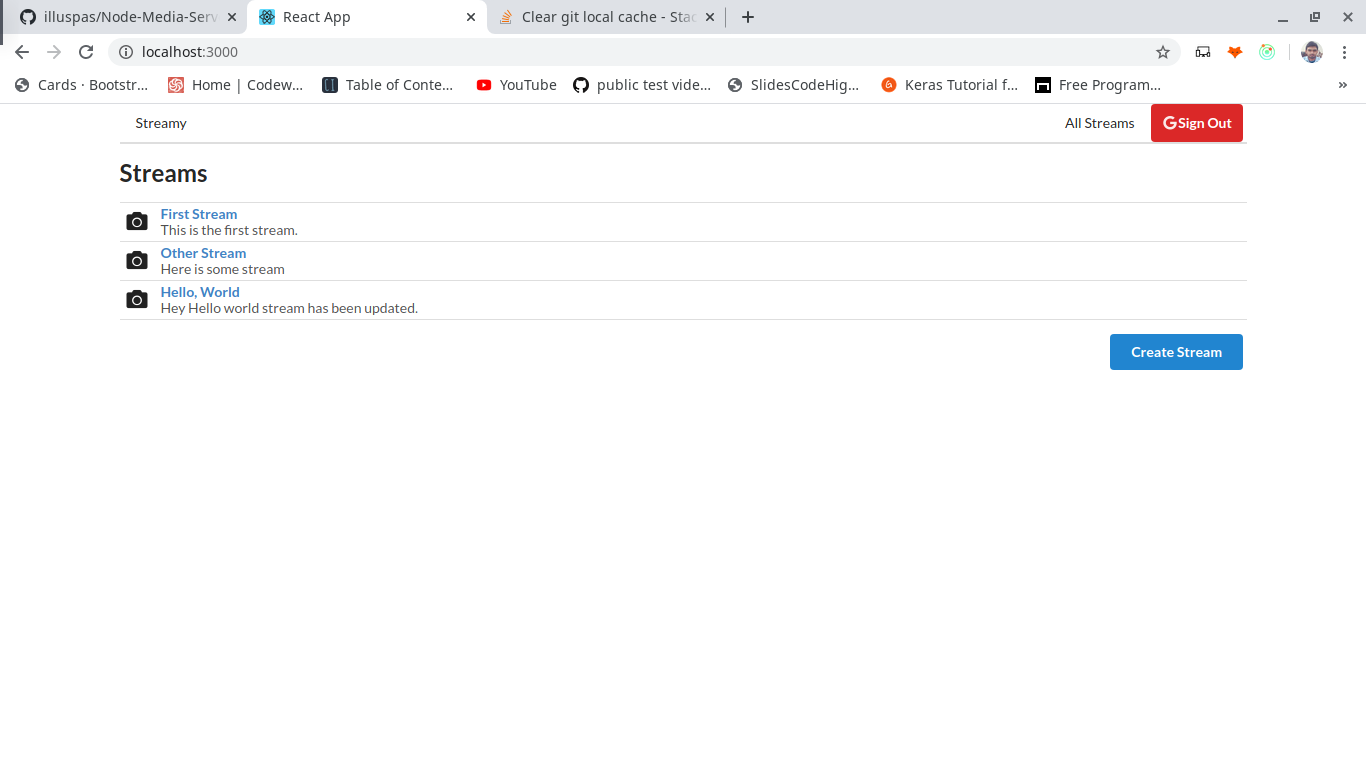 illuspas/Node-Media-Serv
React App
Clear git local cache - Stac
localhost:3000
Cards · Bootstr...
Home | Codew...
Table of Conte...
YouTube
public test vide...
SlidesCodeHig...
Keras Tutorial f...
Free Program...
»
Streamy
All Streams
Sign Out
Streams
First Stream
This is the first stream.
Other Stream
Here is some stream
Hello, World
Hey Hello world stream has been updated.
Create Stream